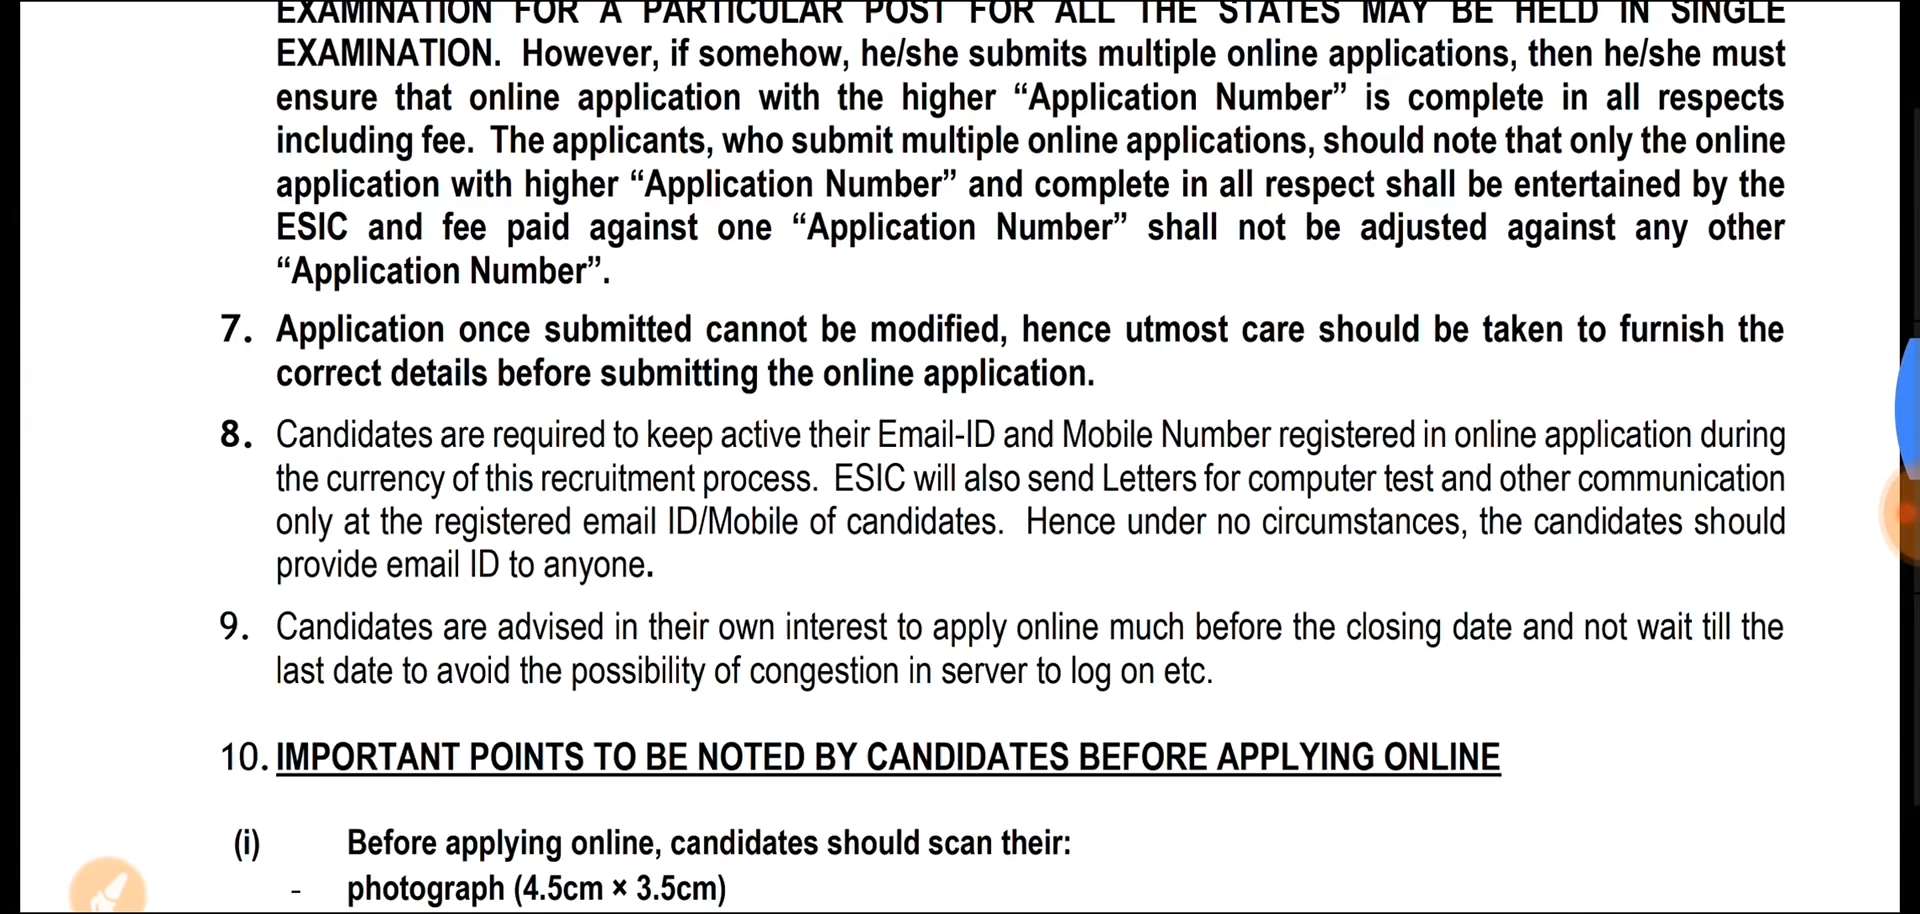 EXAMINATION FOR A PARTICULAR POST FOR ALL THE STATES MAY BE HELD IN SINGLE
EXAMINATION. However, if somehow, he/she submits multiple online applications, then he/she must
ensure that online application with the higher “Application Number” is complete in all respects
including fee. The applicants, who submit multiple online applications, should note that only the online
application with higher “Application Number” and complete in all respect shall be entertained by the
ESIC and fee paid against one “Application Number” shall not be adjusted against any other
“Application Number”.
7. Application once submitted cannot be modified, hence utmost care should be taken to furnish the
correct details before submitting the online application.
8. Candidates are required to keep active their Email-ID and Mobile Number registered in online application during
the currency of this recruitment process. ESIC will also send Letters for computer test and other communication
only at the registered email ID/Mobile of candidates. Hence under no circumstances, the candidates should
provide email ID to anyone.
9. Candidates are advised in their own interest to apply online much before the closing date and not wait till the
last date to avoid the possibility of congestion in server to log on etc.
10. IMPORTANT POINTS TO BE NOTED BY CANDIDATES BEFORE APPLYING ONLINE
(i) Before applying online, candidates should scan their:
- photograph (4.5cm × 3.5cm)